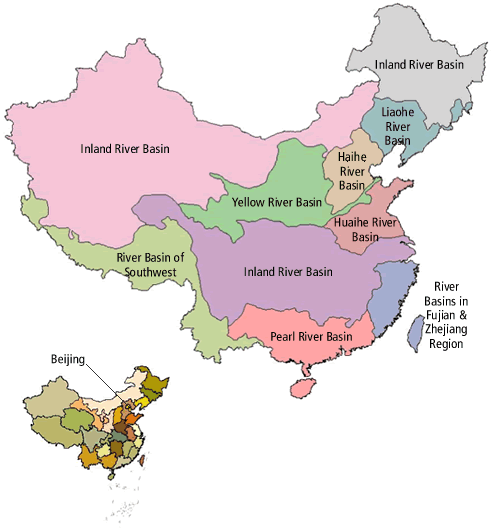 Inland River Basin
Liaohe
River
Basin
Inland River Basin
Haihe
River
Basin
Yellow River Basin
Huaihe River
Basin
River Basin of
Southwest
Inland River Basin
River
Basins in
Fujian &
Zhejiang
Region
Pearl River Basin
Beijing